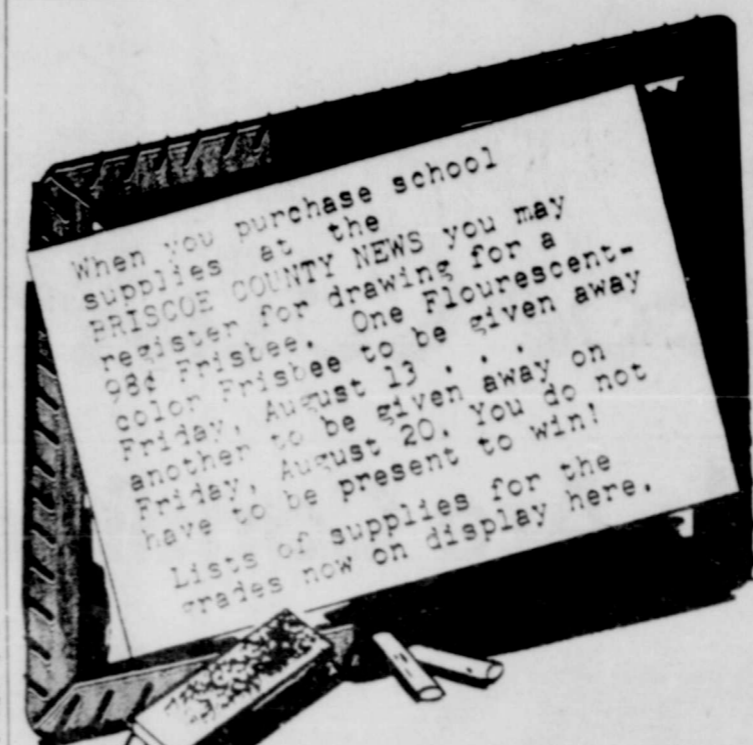 When you purchase school
supplies at the
BRISCOE COUNTY NEWS you may
register for drawing for a
98¢ Frisbee. One Flourescent-
color Frisbee to be given away
Friday, August 13 . . .
another to be given away on
Friday, August 20. You do not
have to be present to win!
Lists of supplies for the
grades now on display here.